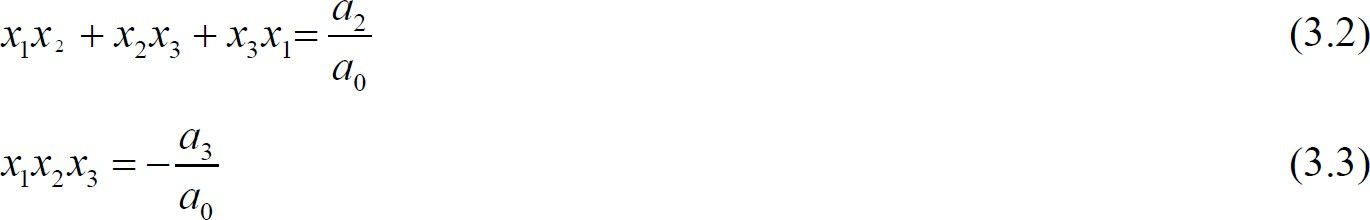 x₁x₂ + x₂x₃ + x₃x₁= a₂/a₀ (3.2)
x₁x₂x₃ = −a₃/a₀ (3.3)